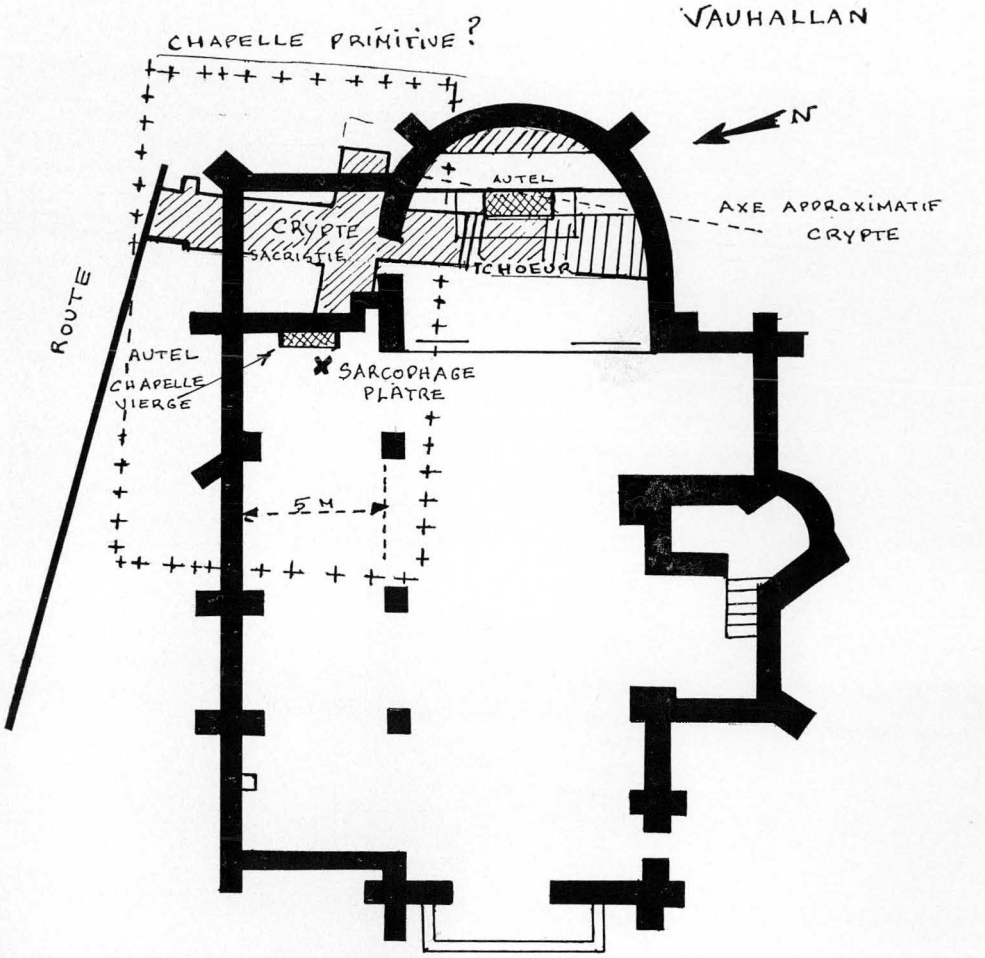 VAUHALLAN
CHAPELLE PRIMITIVE?
N
AUTEL
AXE APPROXIMATIF
CRYPTE
CRYPTE
SACRISTIE
CHOEUR
ROUTE
AUTEL
CHAPELLE
VIERGE
SARCOPHAGE
PLÂTRE
5 M